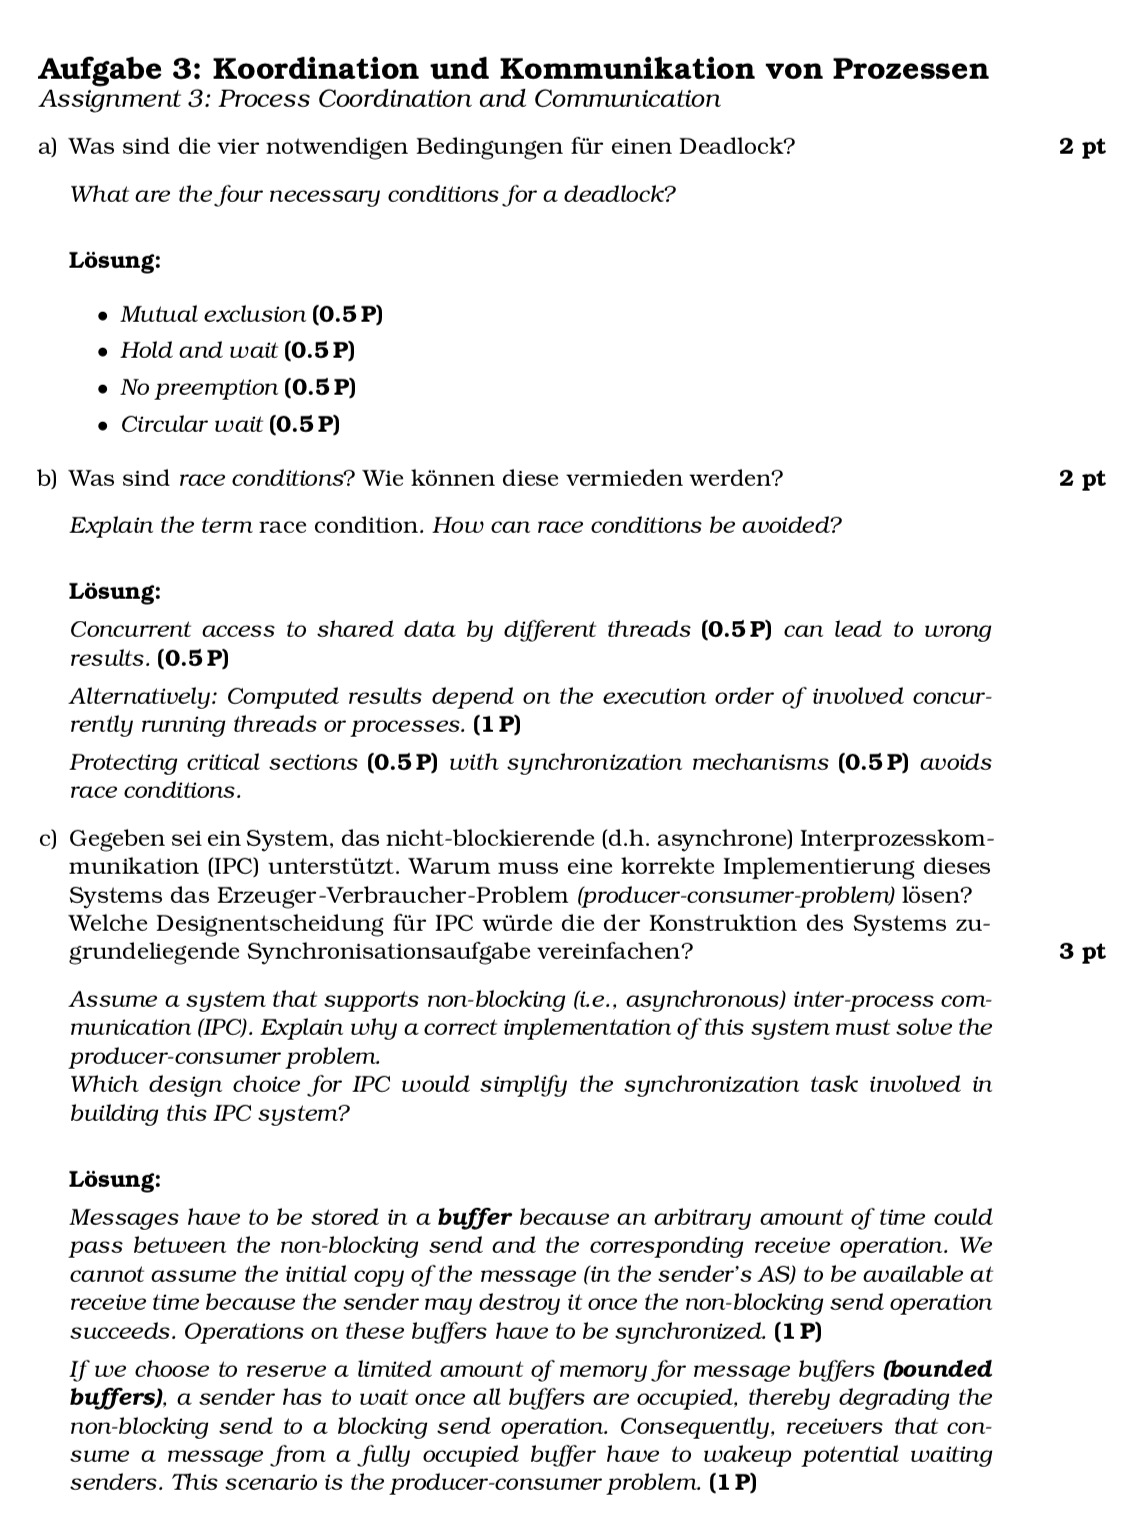 Aufgabe 3: Koordination und Kommunikation von Prozessen
Assignment 3: Process Coordination and Communication
a) Was sind die vier notwendigen Bedingungen für einen Deadlock? 2 pt
What are the four necessary conditions for a deadlock?
Lösung:
• Mutual exclusion (0.5 P)
• Hold and wait (0.5 P)
• No preemption (0.5 P)
• Circular wait (0.5 P)
b) Was sind race conditions? Wie können diese vermieden werden? 2 pt
Explain the term race condition. How can race conditions be avoided?
Lösung:
Concurrent access to shared data by different threads (0.5 P) can lead to wrong
results. (0.5 P)
Alternatively: Computed results depend on the execution order of involved concur-
rently running threads or processes. (1 P)
Protecting critical sections (0.5 P) with synchronization mechanisms (0.5 P) avoids
race conditions.
c) Gegeben sei ein System, das nicht-blockierende (d.h. asynchrone) Interprozesskom-
munikation (IPC) unterstützt. Warum muss eine korrekte Implementierung dieses
Systems das Erzeuger-Verbraucher-Problem (producer-consumer-problem) lösen?
Welche Designentscheidung für IPC würde die der Konstruktion des Systems zu-
grundeliegende Synchronisationsaufgabe vereinfachen? 3 pt
Assume a system that supports non-blocking (i.e., asynchronous) inter-process com-
munication (IPC). Explain why a correct implementation of this system must solve the
producer-consumer problem.
Which design choice for IPC would simplify the synchronization task involved in
building this IPC system?
Lösung:
Messages have to be stored in a buffer because an arbitrary amount of time could
pass between the non-blocking send and the corresponding receive operation. We
cannot assume the initial copy of the message (in the sender's AS) to be available at
receive time because the sender may destroy it once the non-blocking send operation
succeeds. Operations on these buffers have to be synchronized. (1 P)
If we choose to reserve a limited amount of memory for message buffers (bounded
buffers), a sender has to wait once all buffers are occupied, thereby degrading the
non-blocking send to a blocking send operation. Consequently, receivers that con-
sume a message from a fully occupied buffer have to wakeup potential waiting
senders. This scenario is the producer-consumer problem. (1 P)